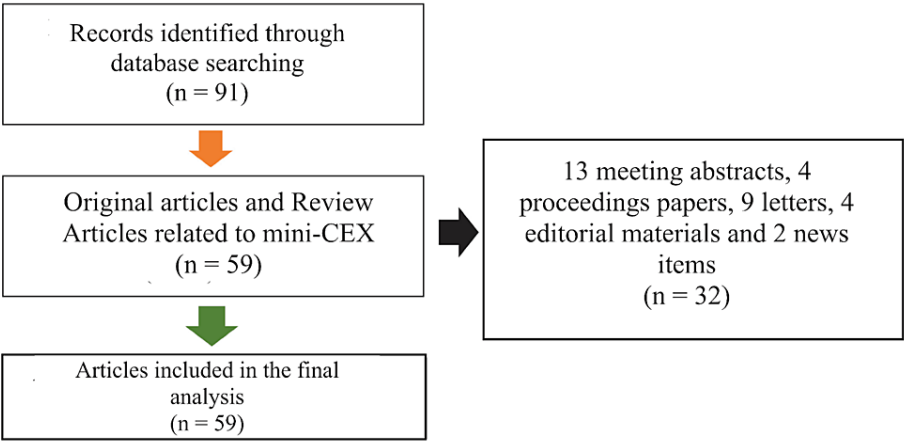 Records identified through
database searching
(n = 91)
Original articles and Review
Articles related to mini-CEX
(n = 59)
13 meeting abstracts, 4
proceedings papers, 9 letters, 4
editorial materials and 2 news
items
(n = 32)
Articles included in the final
analysis
(n = 59)